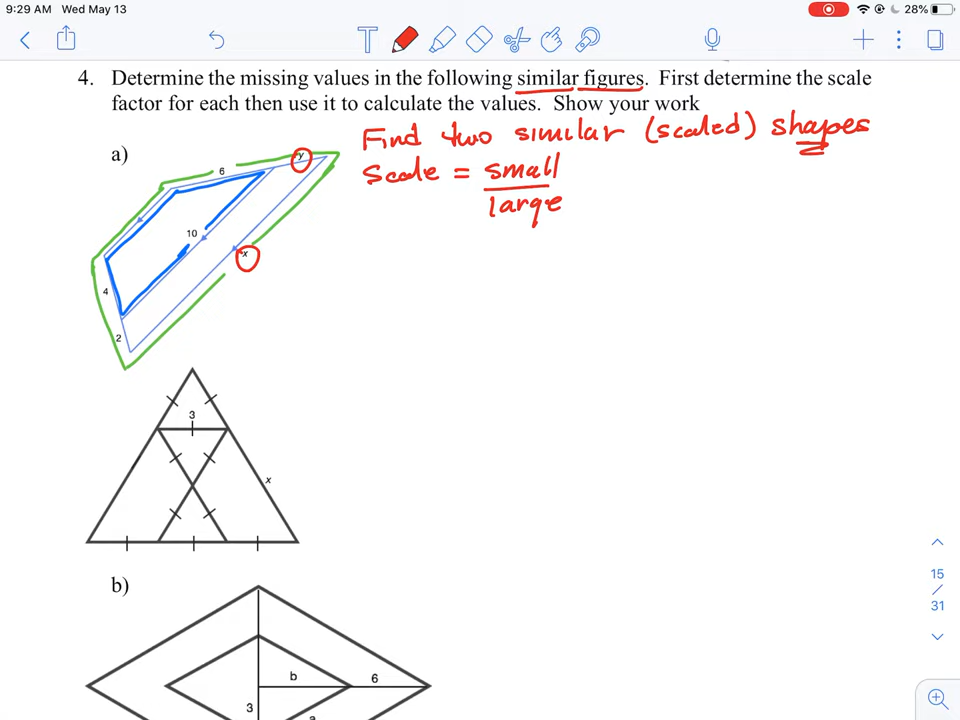 9:29 AM Wed May 13
28%
4. Determine the missing values in the following similar figures. First determine the scale
factor for each then use it to calculate the values. Show your work
Find two similar (scaled) shapes
a)
Scale = small
large
y
6
10
x
4
2
3
x
15
/
31
b)
b
6
3
a